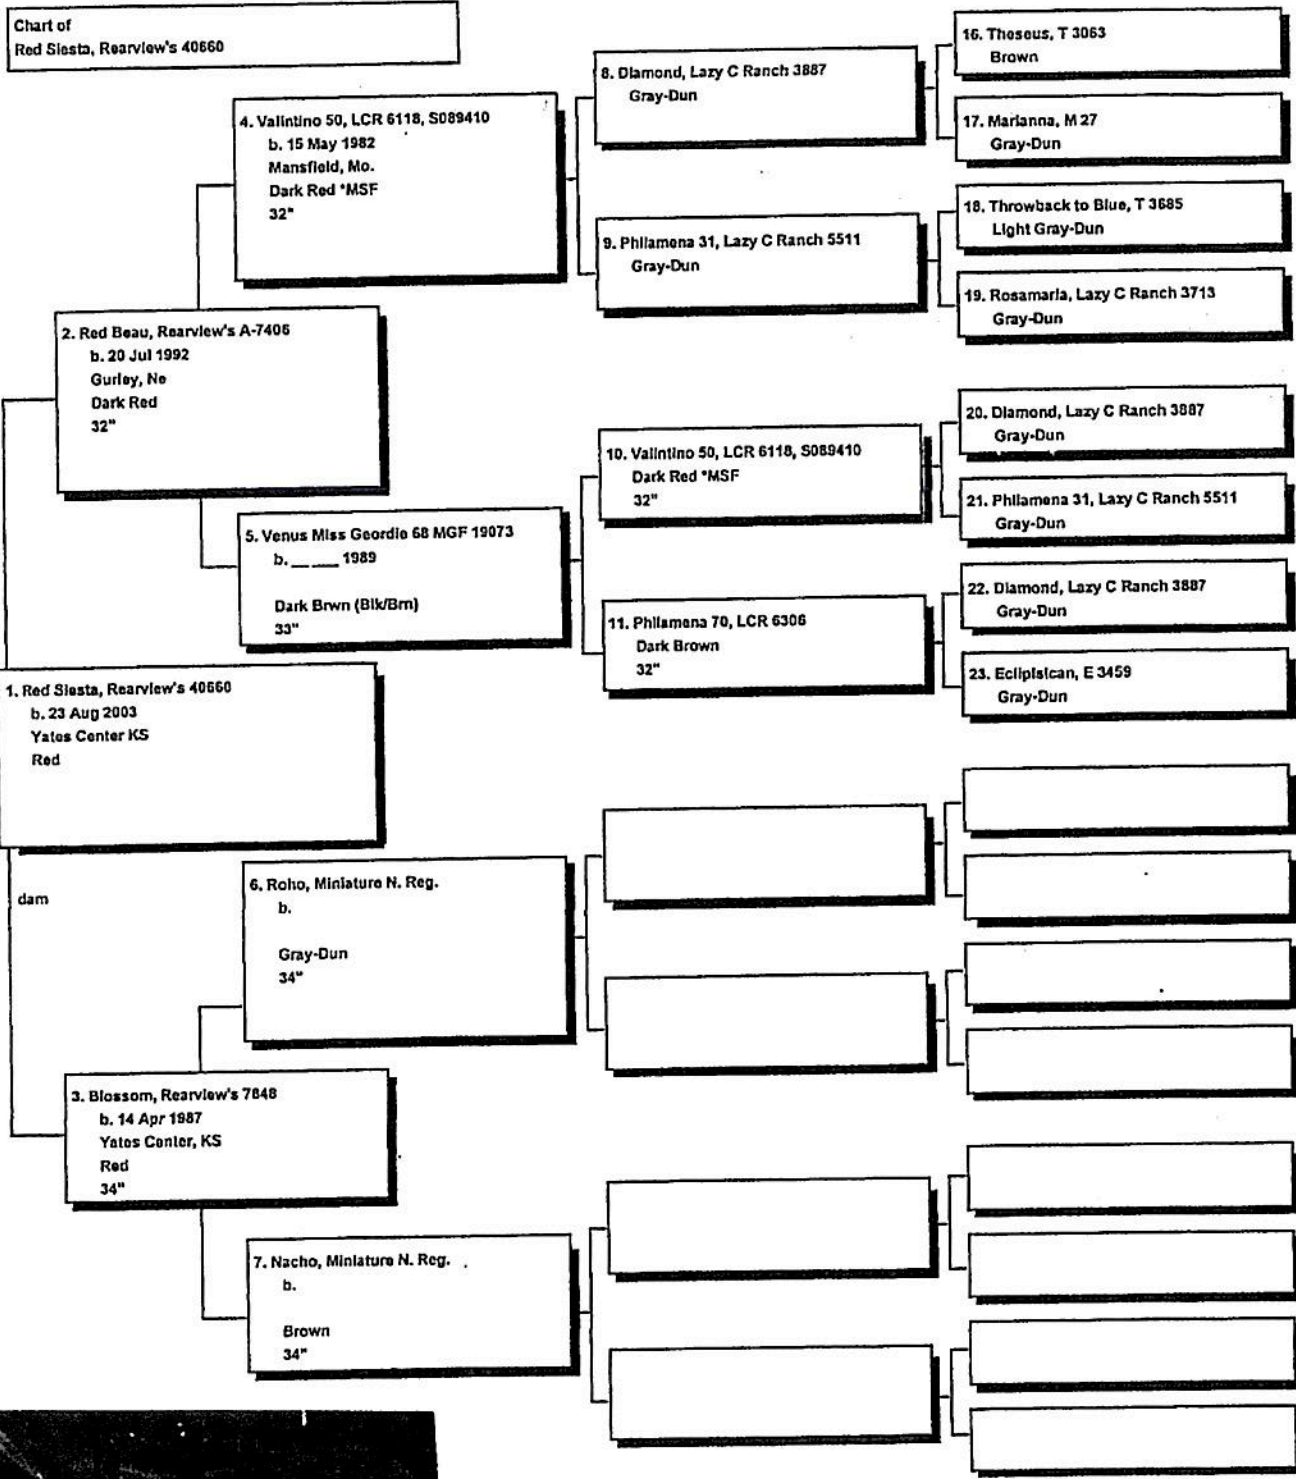 Chart of
Red Siesta, Rearview's 40660
16. Theseus, T 3063
Brown
8. Diamond, Lazy C Ranch 3887
Gray-Dun
17. Marianna, M 27
Gray-Dun
4. Valintino 50, LCR 6118, S089410
b. 15 May 1982
Mansfield, Mo.
Dark Red *MSF
32"
18. Throwback to Blue, T 3685
Light Gray-Dun
9. Philamena 31, Lazy C Ranch 5511
Gray-Dun
19. Rosamaria, Lazy C Ranch 3713
Gray-Dun
2. Red Beau, Rearview's A-7406
b. 20 Jul 1992
Gurley, Ne
Dark Red
32"
20. Diamond, Lazy C Ranch 3887
Gray-Dun
10. Valintino 50, LCR 6118, S089410
Dark Red *MSF
32"
21. Philamena 31, Lazy C Ranch 5511
Gray-Dun
5. Venus Miss Geordie 68 MGF 19073
b. __ ___ 1989
Dark Brwn (Blk/Brn)
33"
22. Diamond, Lazy C Ranch 3887
Gray-Dun
11. Philamena 70, LCR 6306
Dark Brown
32"
23. Eclipisican, E 3459
Gray-Dun
1. Red Siesta, Rearview's 40660
b. 23 Aug 2003
Yates Center KS
Red
dam
6. Roho, Miniature N. Reg.
b.
Gray-Dun
34"
3. Blossom, Rearview's 7848
b. 14 Apr 1987
Yates Center, KS
Red
34"
7. Nacho, Miniature N. Reg.
b.
Brown
34"